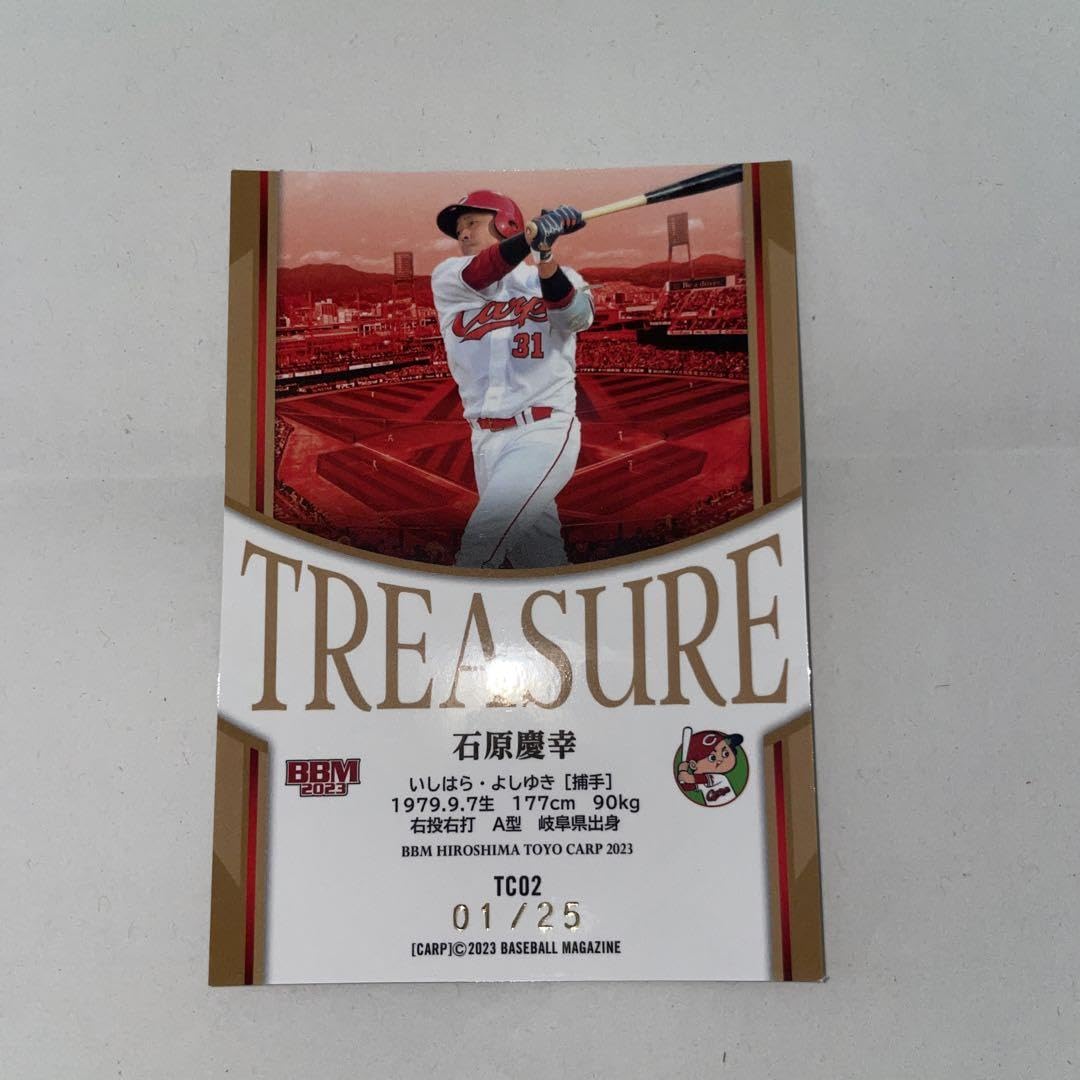 Carp
31
TREASURE
石原慶幸
BBM
2023
いしはら・よしゆき [捕手]
1979.9.7生 177cm 90kg
右投右打 A型 岐阜県出身
BBM HIROSHIMA TOYO CARP 2023
TC02
01/25
[CARP]©2023 BASEBALL MAGAZINE